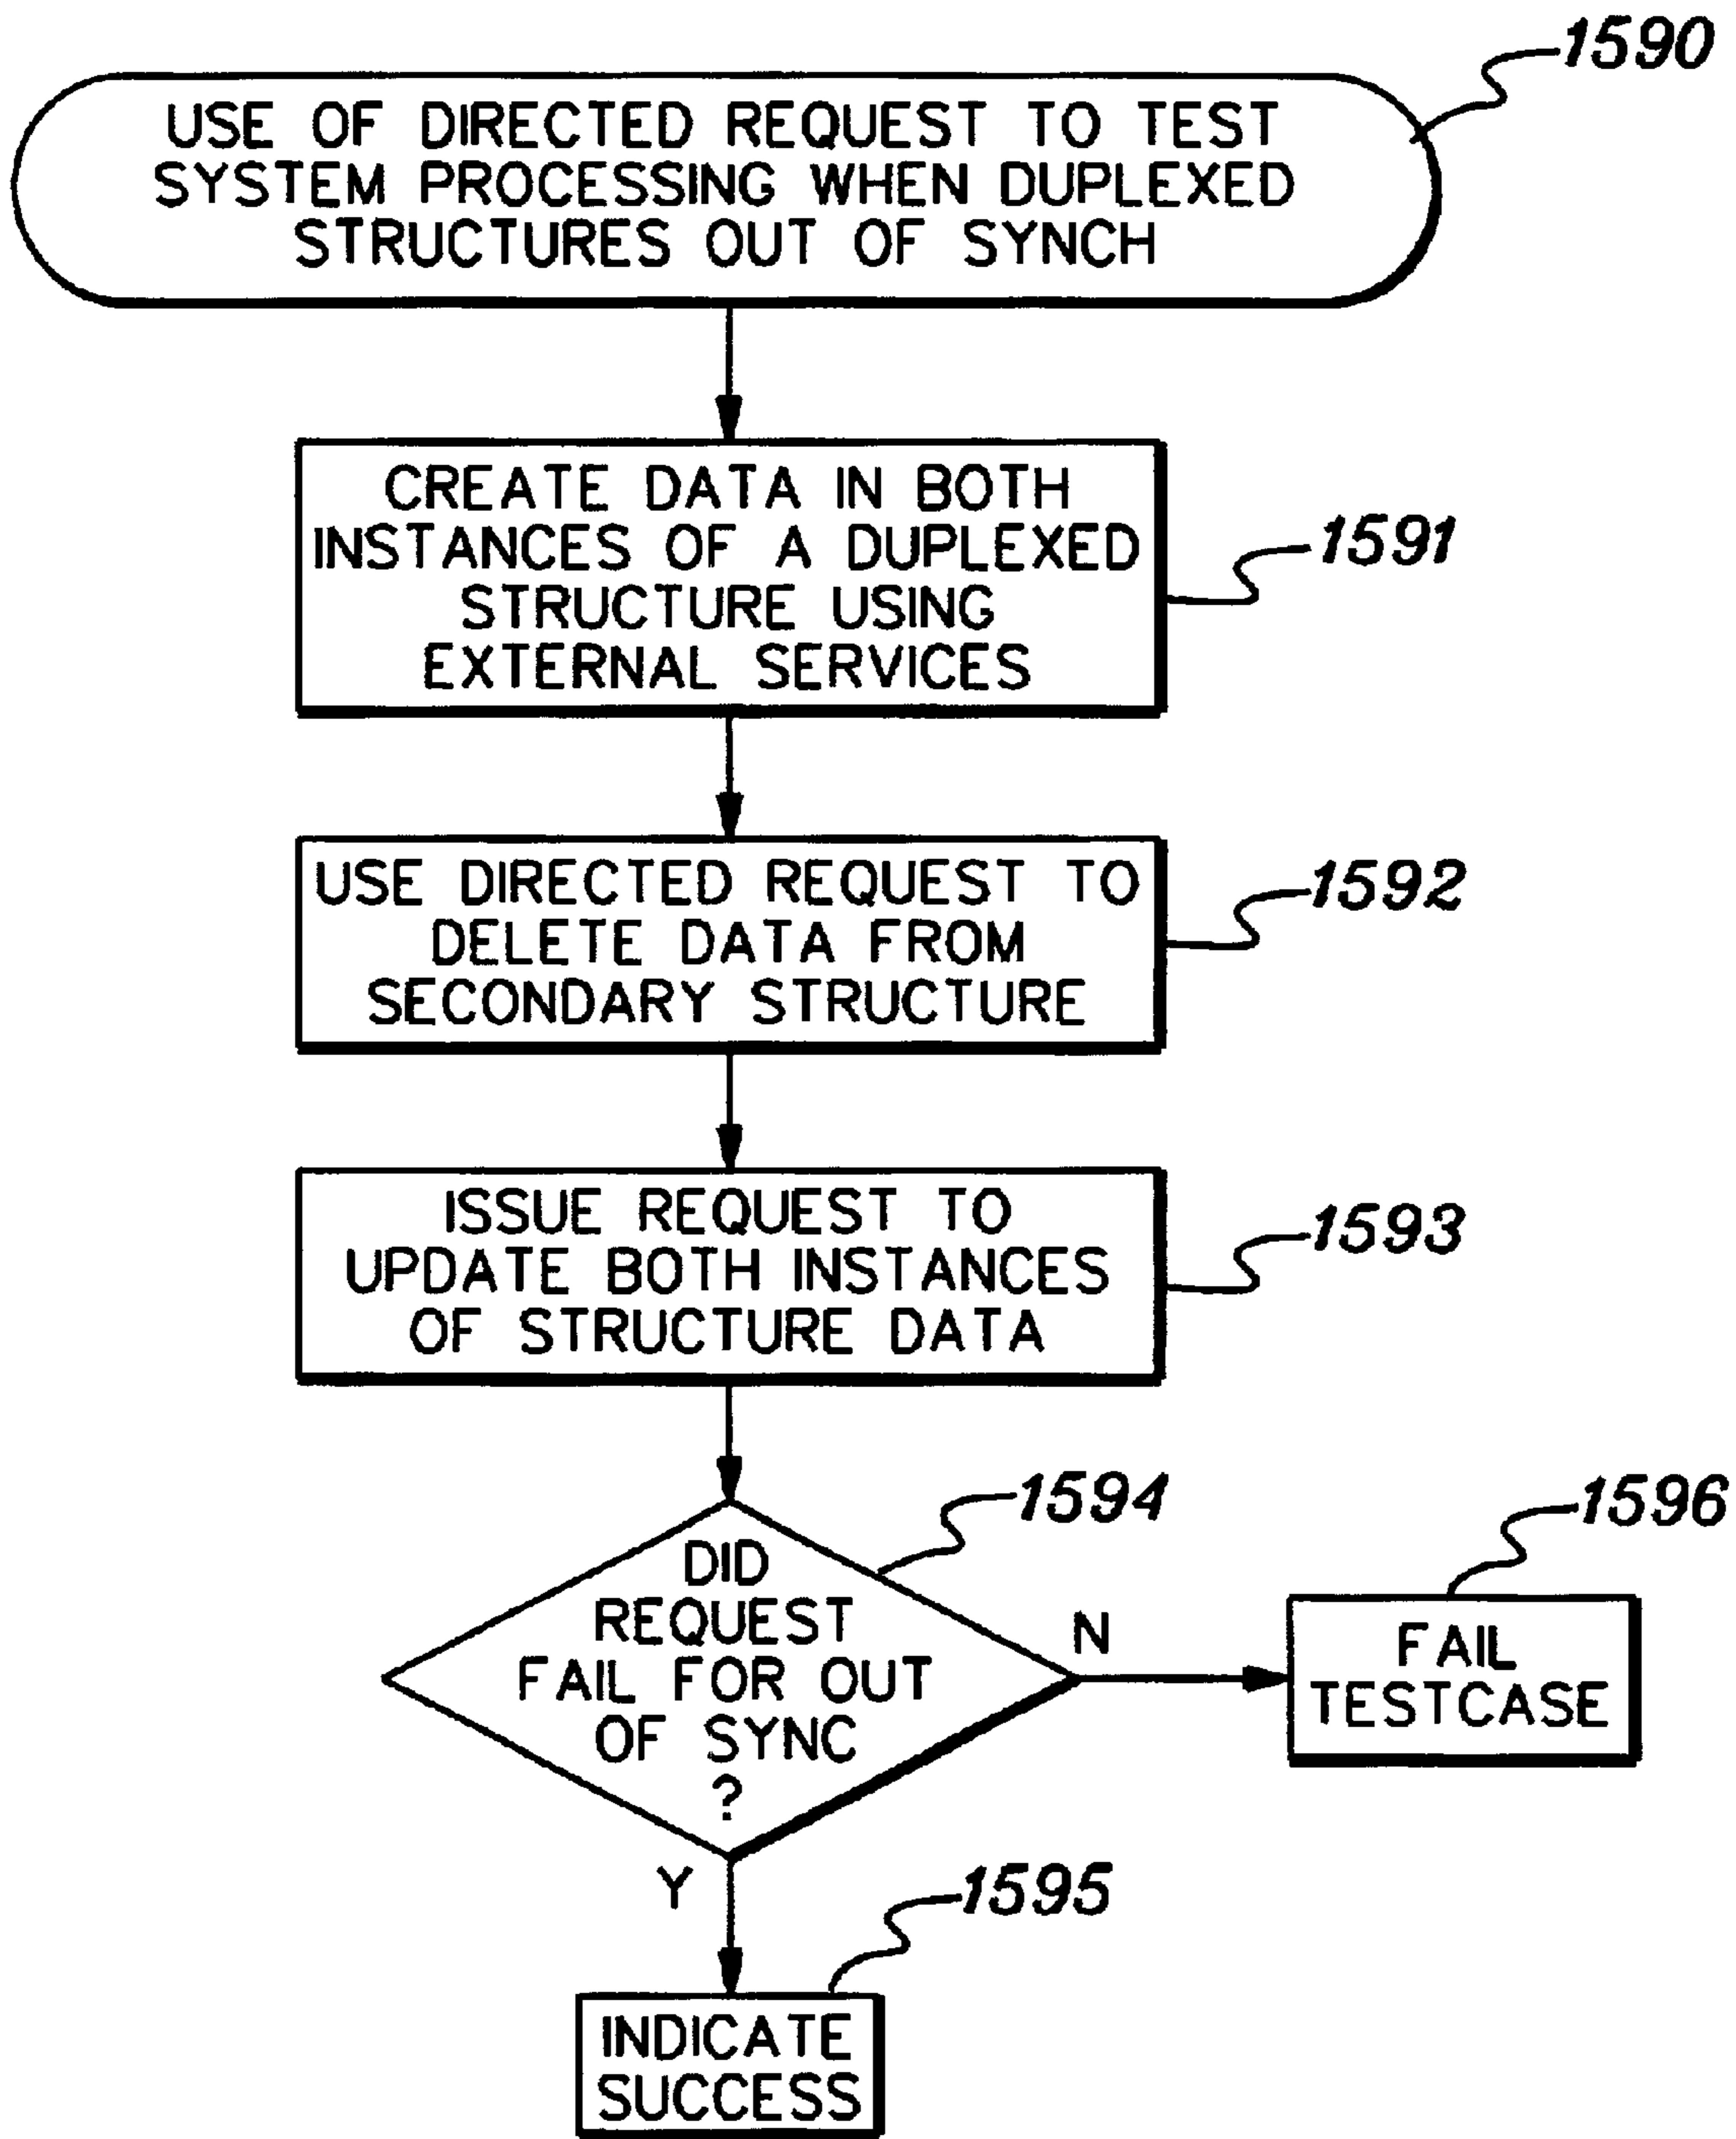 1590
USE OF DIRECTED REQUEST TO TEST
SYSTEM PROCESSING WHEN DUPLEXED
STRUCTURES OUT OF SYNCH
CREATE DATA IN BOTH
INSTANCES OF A DUPLEXED
STRUCTURE USING
EXTERNAL SERVICES
1591
USE DIRECTED REQUEST TO
DELETE DATA FROM
SECONDARY STRUCTURE
1592
ISSUE REQUEST TO
UPDATE BOTH INSTANCES
OF STRUCTURE DATA
1593
DID
REQUEST
FAIL FOR OUT
OF SYNC
?
1594
N
1596
FAIL
TESTCASE
Y
1595
INDICATE
SUCCESS